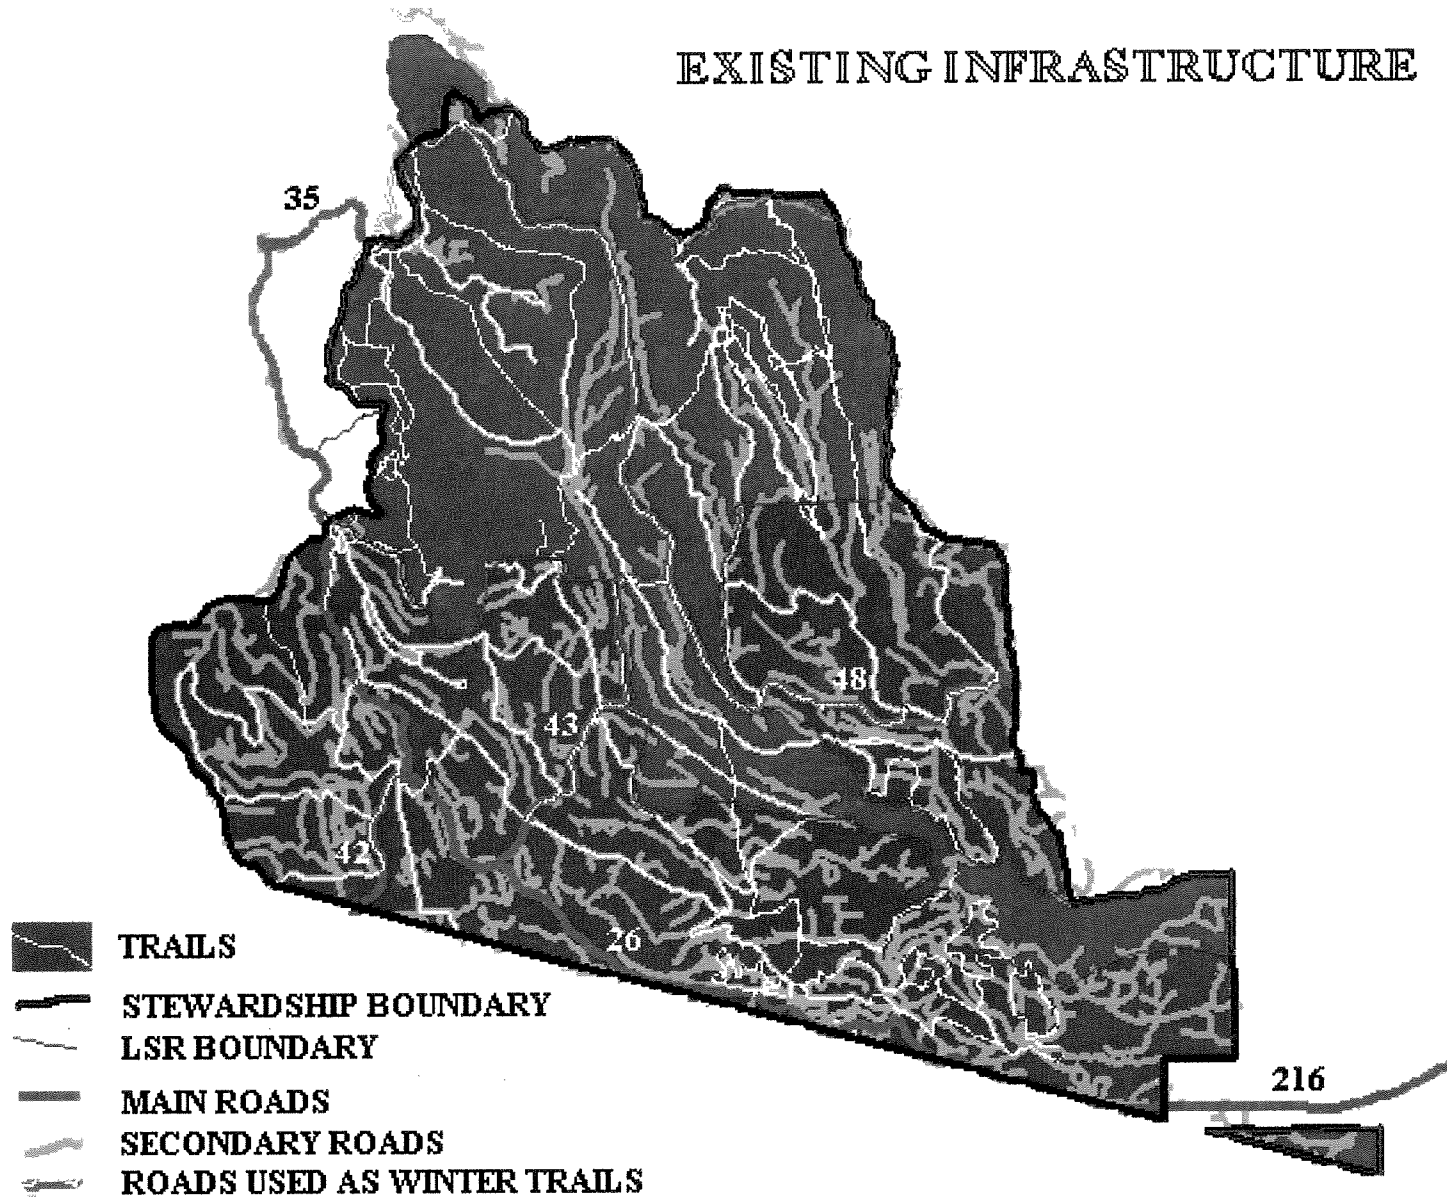 EXISTING INFRASTRUCTURE
35
48
43
42
26
216
TRAILS
STEWARDSHIP BOUNDARY
LSR BOUNDARY
MAIN ROADS
SECONDARY ROADS
ROADS USED AS WINTER TRAILS